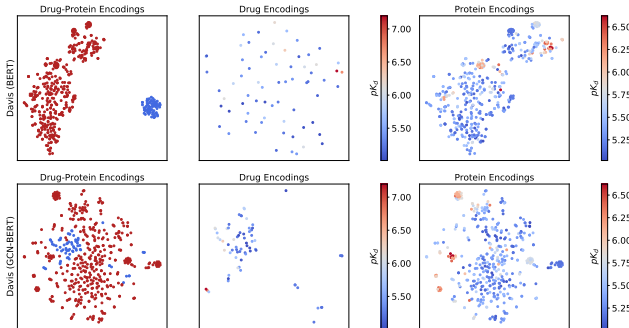 Drug-Protein Encodings
Drug Encodings
Protein Encodings
Davis (BERT)
7.00
6.50
6.00
5.50
pKd
6.50
6.25
6.00
5.75
5.50
5.25
pKd
Drug-Protein Encodings
Drug Encodings
Protein Encodings
Davis (GCN-BERT)
7.00
6.50
6.00
5.50
pKd
6.50
6.25
6.00
5.75
5.50
5.25
pKd